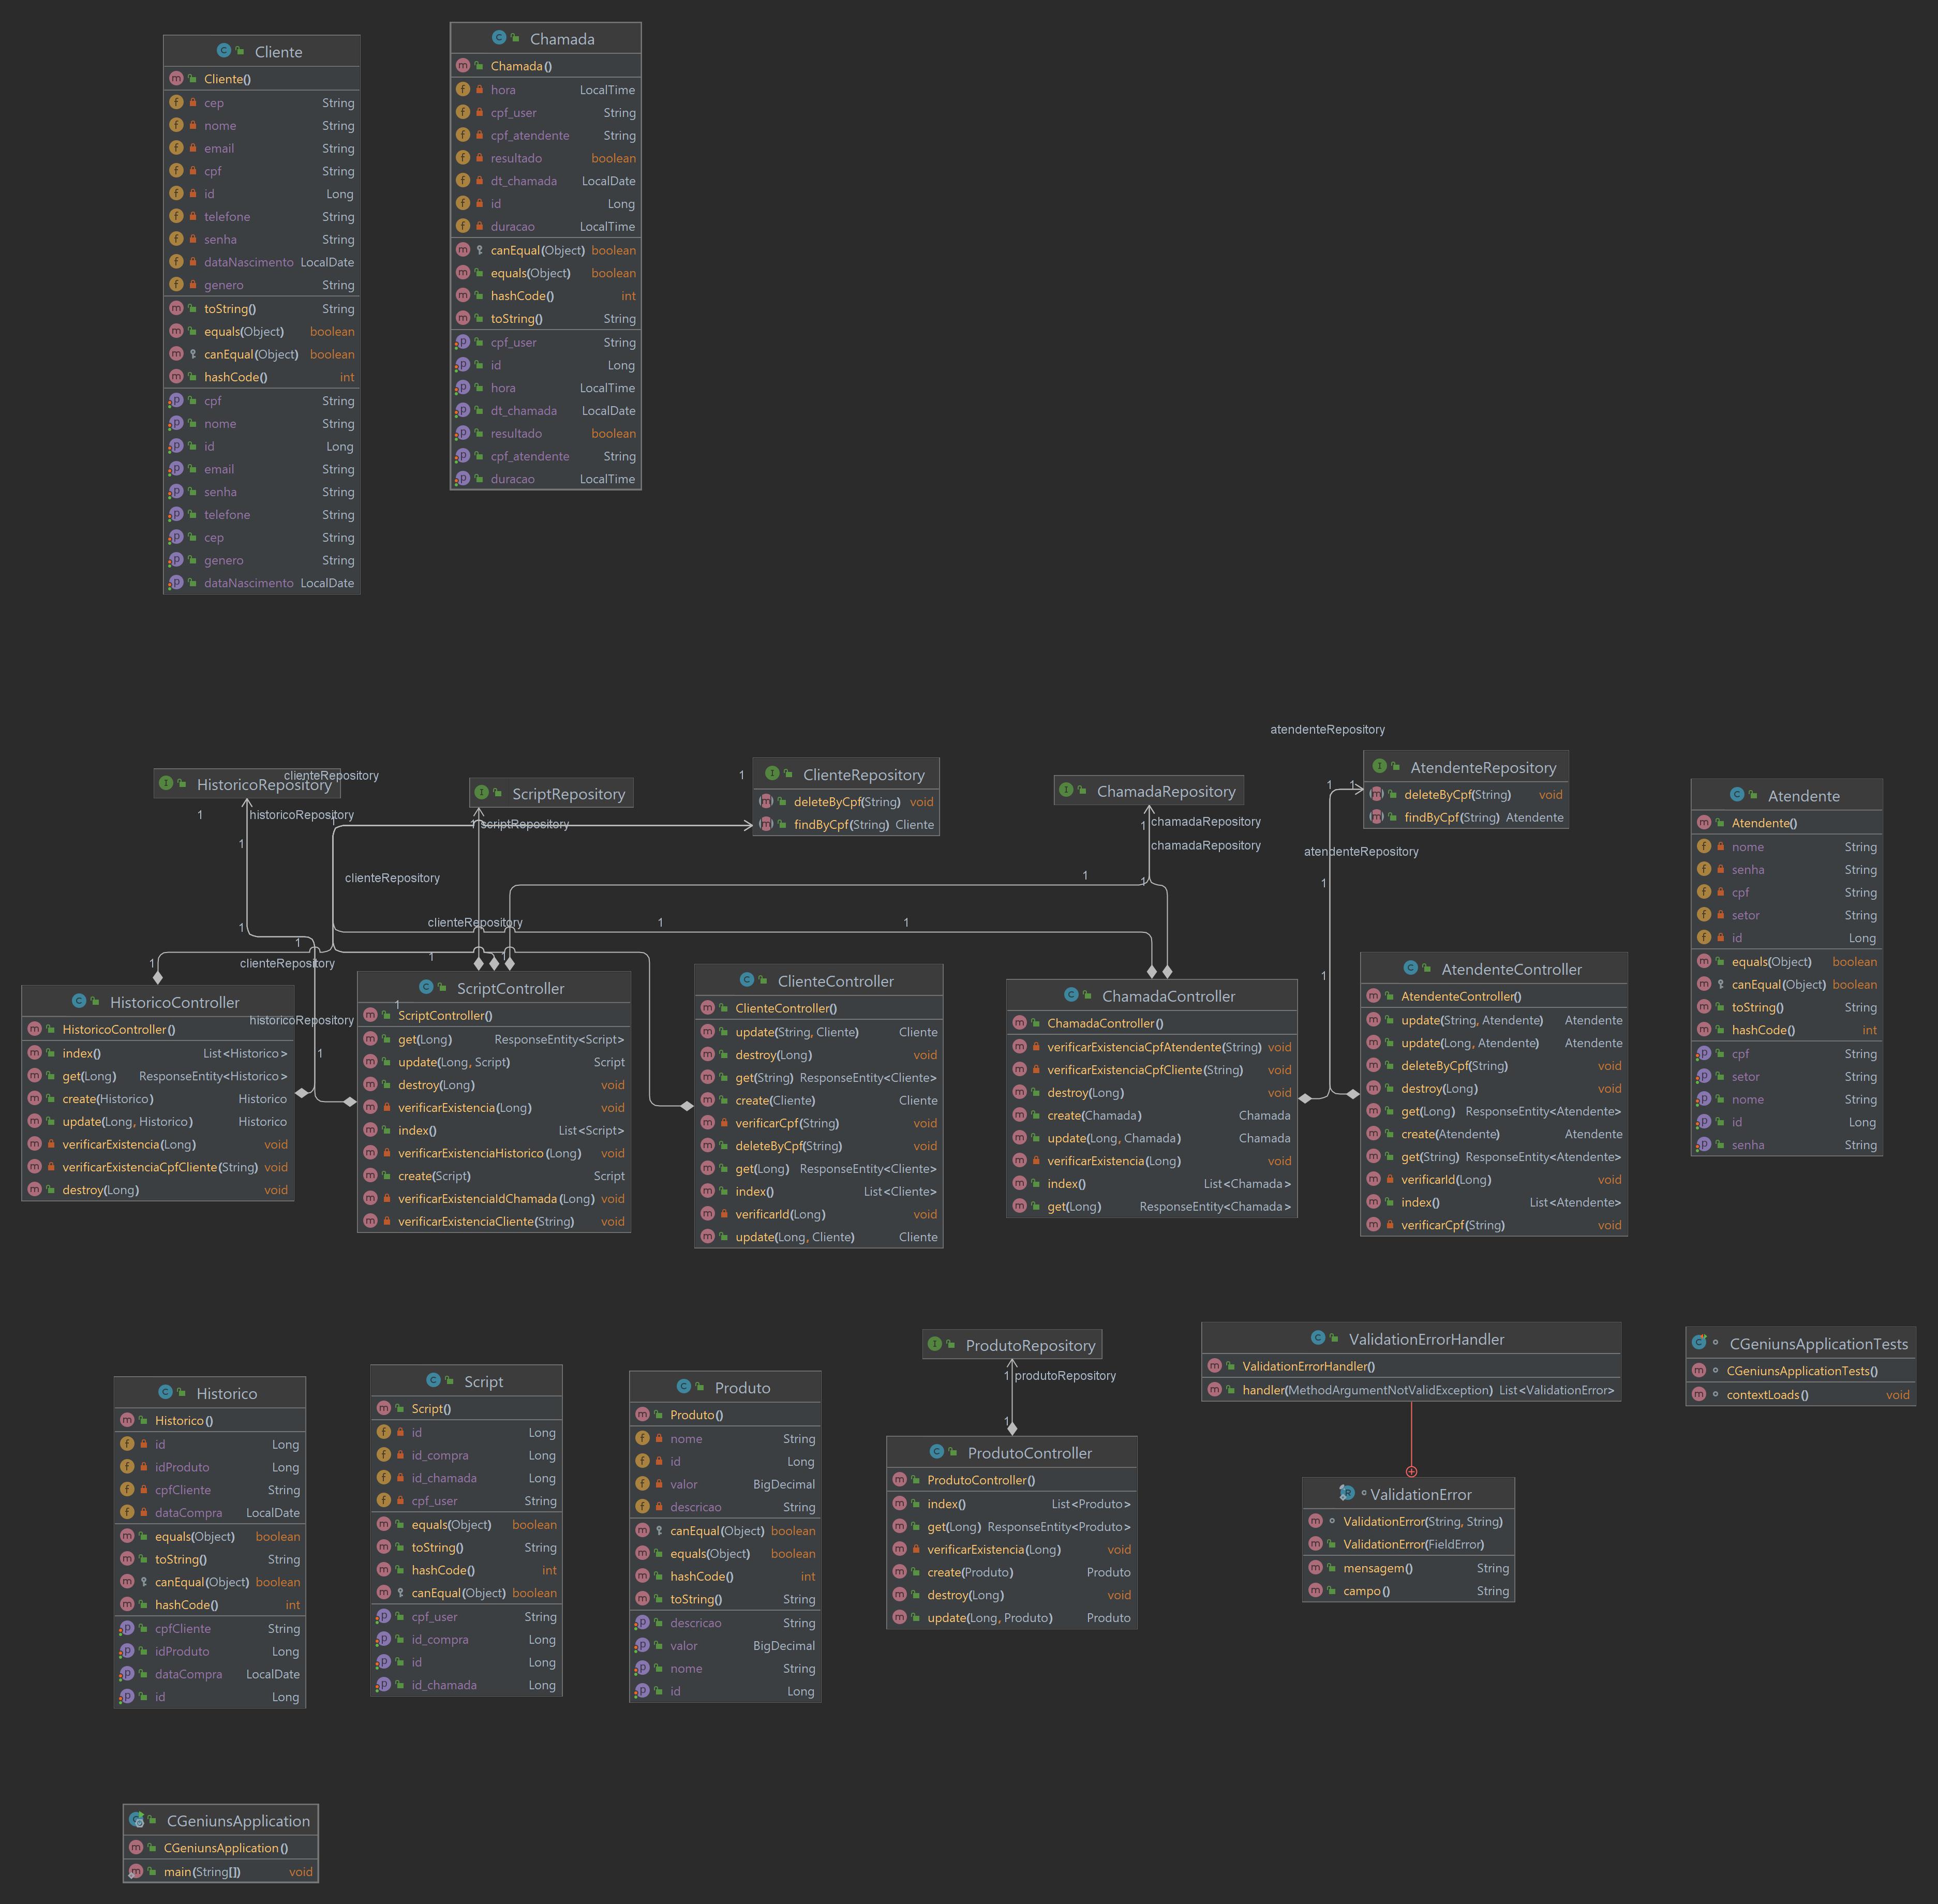 Cliente
Cliente()
cep String
nome String
email String
cpf String
id Long
telefone String
senha String
dataNascimento LocalDate
genero String
toString() String
equals(Object) boolean
canEqual(Object) boolean
hashCode() int
cpf String
nome String
id Long
email String
senha String
telefone String
cep String
genero String
dataNascimento LocalDate
Chamada
Chamada()
hora LocalTime
cpf_user String
cpf_atendente String
resultado boolean
dt_chamada LocalDate
id Long
duracao LocalTime
canEqual(Object) boolean
equals(Object) boolean
hashCode() int
toString() String
cpf_user String
id Long
hora LocalTime
dt_chamada LocalDate
resultado boolean
cpf_atendente String
duracao LocalTime
HistoricoRepository
clienteRepository
1
historicoRepository
1
1
ScriptRepository
1
scriptRepository
1
ClienteRepository
deleteByCpf(String) void
findByCpf(String) Cliente
1
clienteRepository
clienteRepository
1
1
ChamadaRepository
1
chamadaRepository
chamadaRepository
1
1
atendenteRepository
AtendenteRepository
deleteByCpf(String) void
findByCpf(String) Atendente
1
1
atendenteRepository
1
1
1
1
1
1
clienteRepository
1
historicoRepository
1
1
HistoricoController
HistoricoController()
index() List<Historico>
get(Long) ResponseEntity<Historico>
create(Historico) Historico
update(Long, Historico) Historico
verificarExistencia(Long) void
verificarExistenciaCpfCliente(String) void
destroy(Long) void
ScriptController
ScriptController()
get(Long) ResponseEntity<Script>
update(Long, Script) Script
destroy(Long) void
verificarExistencia(Long) void
index() List<Script>
verificarExistenciaHistorico(Long) void
create(Script) Script
verificarExistenciaIdChamada(Long) void
verificarExistenciaCliente(String) void
ClienteController
ClienteController()
update(String, Cliente) Cliente
destroy(Long) void
get(String) ResponseEntity<Cliente>
create(Cliente) Cliente
verificarCpf(String) void
deleteByCpf(String) void
get(Long) ResponseEntity<Cliente>
index() List<Cliente>
verificarId(Long) void
update(Long, Cliente) Cliente
ChamadaController
ChamadaController()
verificarExistenciaCpfAtendente(String) void
verificarExistenciaCpfCliente(String) void
destroy(Long) void
create(Chamada) Chamada
update(Long, Chamada) Chamada
verificarExistencia(Long) void
index() List<Chamada>
get(Long) ResponseEntity<Chamada>
AtendenteController
AtendenteController()
update(String, Atendente) Atendente
update(Long, Atendente) Atendente
deleteByCpf(String) void
destroy(Long) void
get(Long) ResponseEntity<Atendente>
create(Atendente) Atendente
get(String) ResponseEntity<Atendente>
verificarId(Long) void
index() List<Atendente>
verificarCpf(String) void
Atendente
Atendente()
nome String
senha String
cpf String
setor String
id Long
equals(Object) boolean
canEqual(Object) boolean
toString() String
hashCode() int
cpf String
setor String
nome String
id Long
senha String
Historico
Historico()
id Long
idProduto Long
cpfCliente String
dataCompra LocalDate
equals(Object) boolean
toString() String
canEqual(Object) boolean
hashCode() int
cpfCliente String
idProduto Long
dataCompra LocalDate
id Long
Script
Script()
id Long
id_compra Long
id_chamada Long
cpf_user String
equals(Object) boolean
toString() String
hashCode() int
canEqual(Object) boolean
cpf_user String
id_compra Long
id Long
id_chamada Long
Produto
Produto()
nome String
id Long
valor BigDecimal
descricao String
canEqual(Object) boolean
equals(Object) boolean
hashCode() int
toString() String
descricao String
valor BigDecimal
nome String
id Long
ProdutoRepository
1
produtoRepository
1
ProdutoController
ProdutoController()
index() List<Produto>
get(Long) ResponseEntity<Produto>
verificarExistencia(Long) void
create(Produto) Produto
destroy(Long) void
update(Long, Produto) Produto
ValidationErrorHandler
ValidationErrorHandler()
handler(MethodArgumentNotValidException) List<ValidationError>
ValidationError
ValidationError(String, String)
ValidationError(FieldError)
mensagem() String
campo() String
CGeniunsApplicationTests
CGeniunsApplicationTests()
contextLoads() void
CGeniunsApplication
CGeniunsApplication()
main(String[]) void